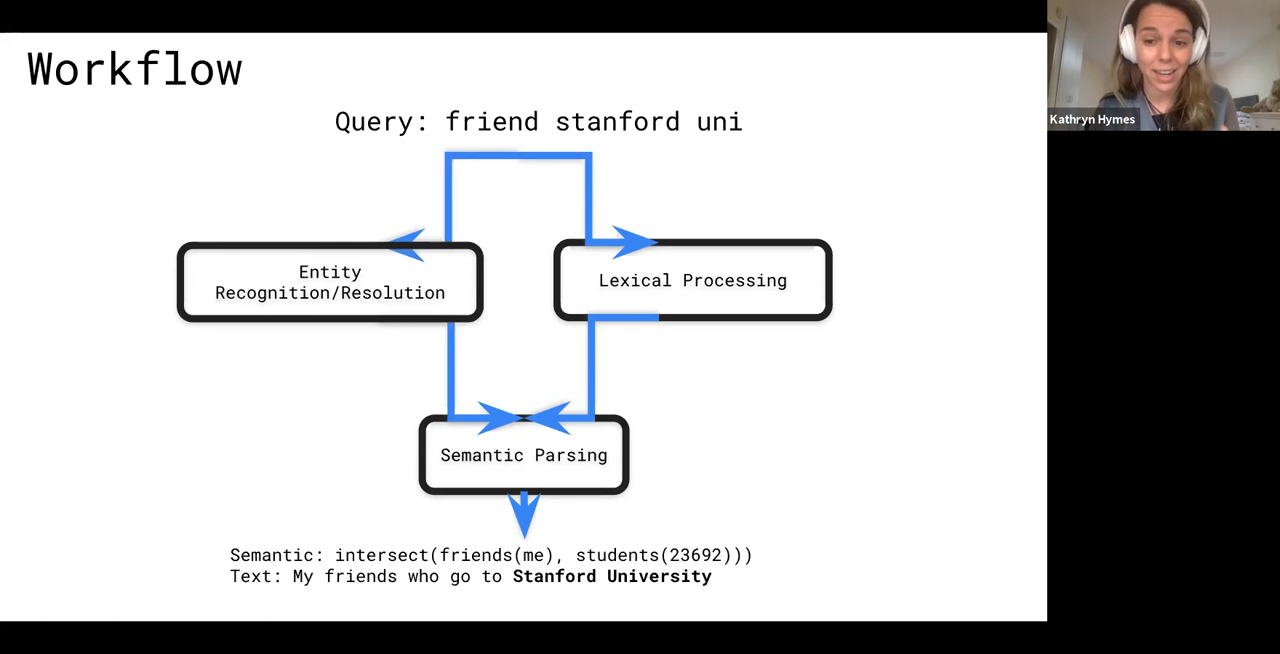 Workflow
Query: friend stanford uni
Entity
Recognition/Resolution
Lexical Processing
Semantic Parsing
Semantic: intersect(friends(me), students(23692)))
Text: My friends who go to Stanford University
Kathryn Hymes